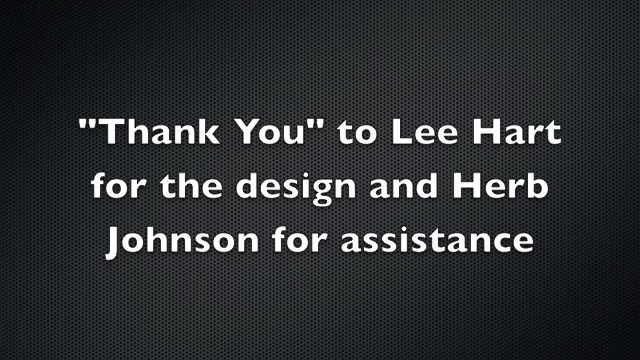 "Thank You" to Lee Hart
for the design and Herb
Johnson for assistance